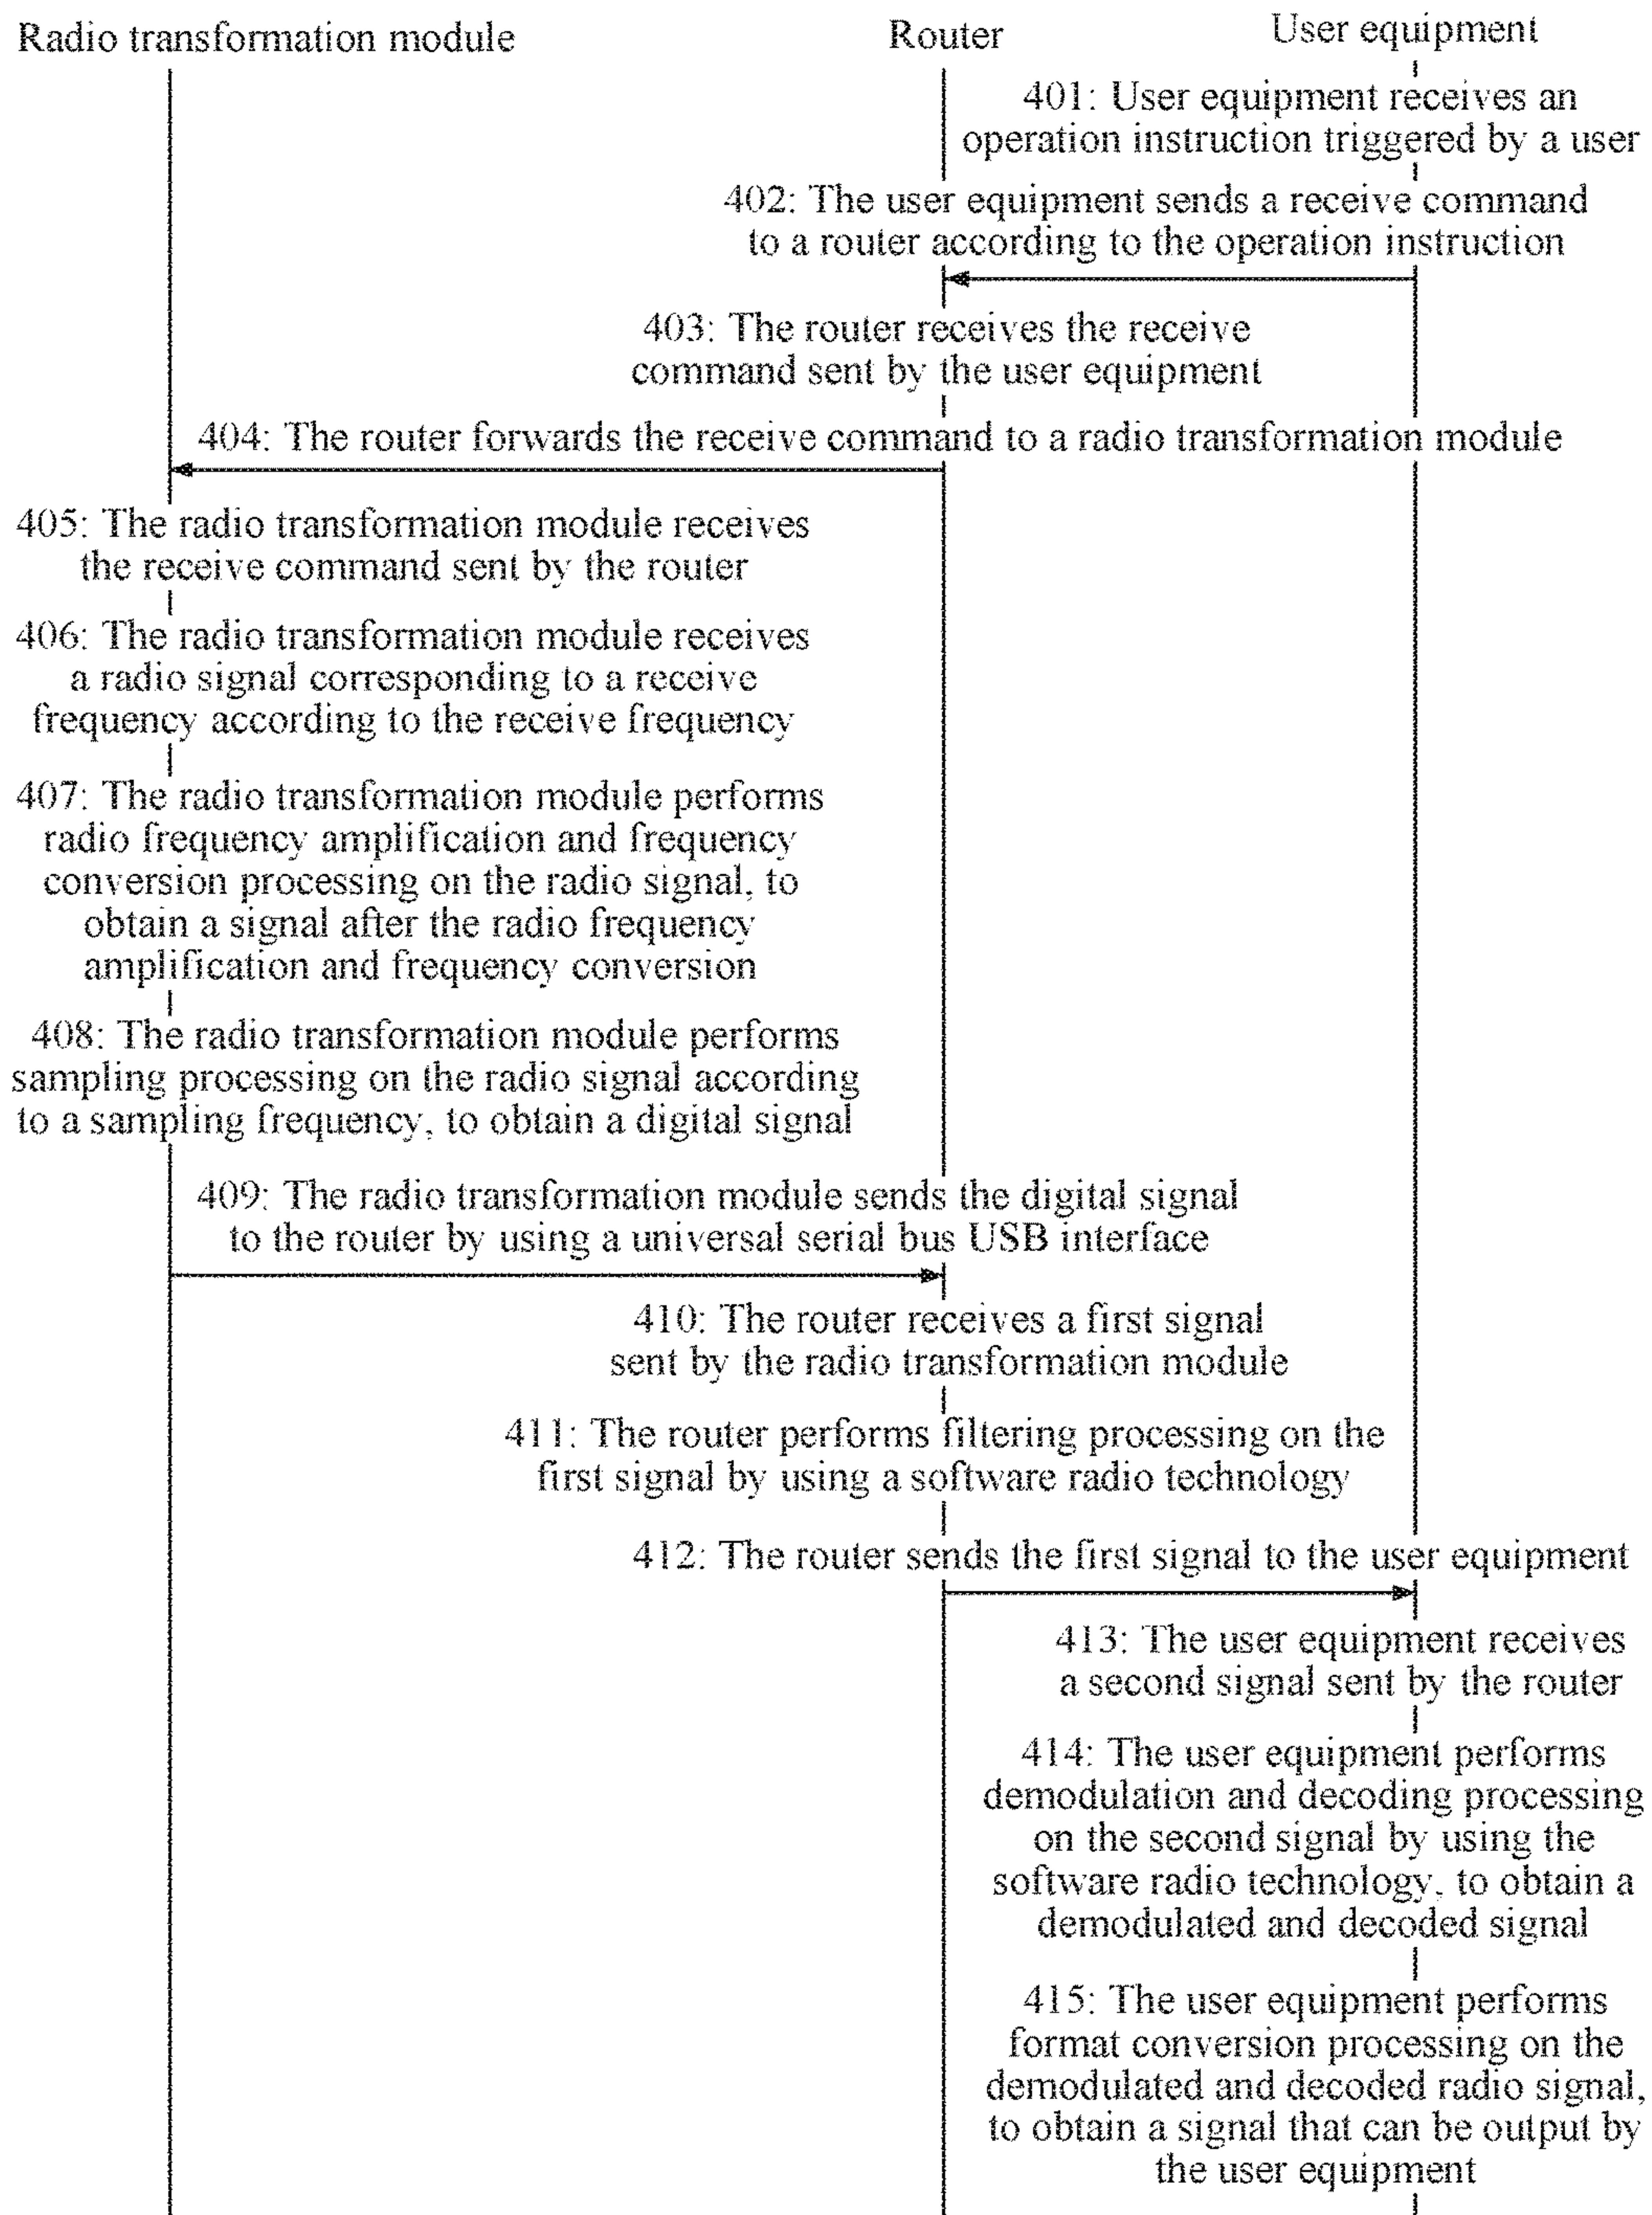 Radio transformation module
Router
User equipment
401: User equipment receives an
operation instruction triggered by a user
402: The user equipment sends a receive command
to a router according to the operation instruction
403: The router receives the receive
command sent by the user equipment
404: The router forwards the receive command to a radio transformation module
405: The radio transformation module receives
the receive command sent by the router
406: The radio transformation module receives
a radio signal corresponding to a receive
frequency according to the receive frequency
407: The radio transformation module performs
radio frequency amplification and frequency
conversion processing on the radio signal, to
obtain a signal after the radio frequency
amplification and frequency conversion
408: The radio transformation module performs
sampling processing on the radio signal according
to a sampling frequency, to obtain a digital signal
409: The radio transformation module sends the digital signal
to the router by using a universal serial bus USB interface
410: The router receives a first signal
sent by the radio transformation module
411: The router performs filtering processing on the
first signal by using a software radio technology
412: The router sends the first signal to the user equipment
413: The user equipment receives
a second signal sent by the router
414: The user equipment performs
demodulation and decoding processing
on the second signal by using the
software radio technology, to obtain a
demodulated and decoded signal
415: The user equipment performs
format conversion processing on the
demodulated and decoded radio signal,
to obtain a signal that can be output by
the user equipment